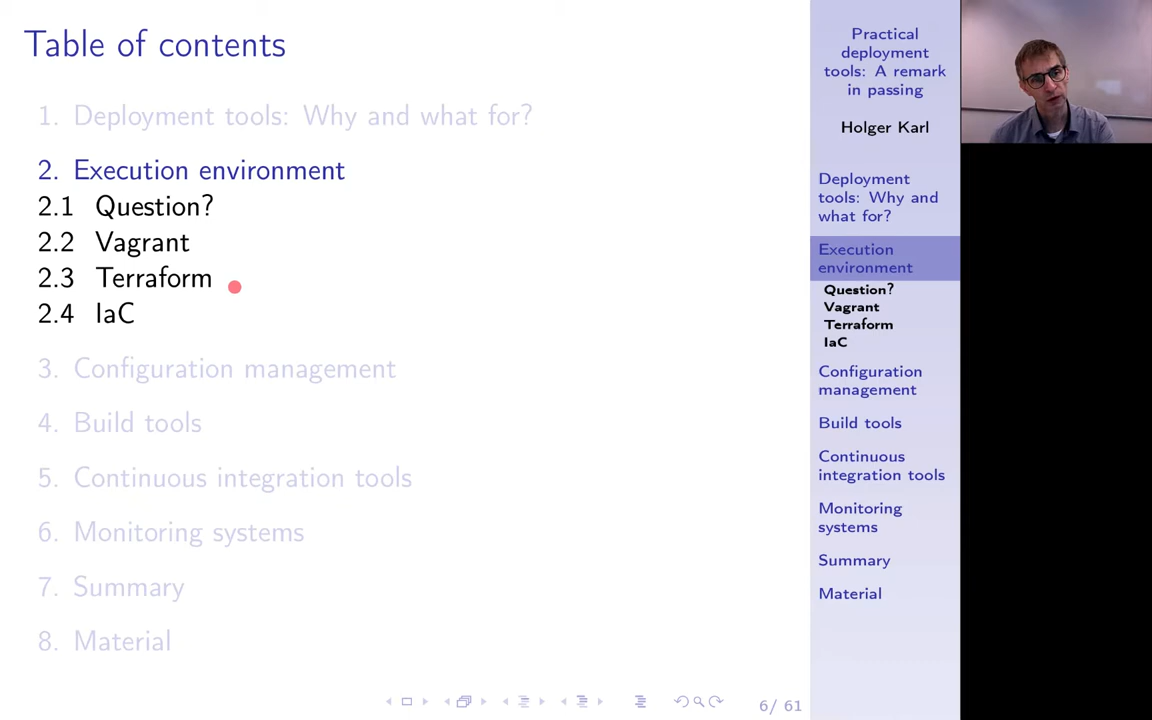 Table of contents
1. Deployment tools: Why and what for?
2. Execution environment
2.1 Question?
2.2 Vagrant
2.3 Terraform
2.4 IaC
3. Configuration management
4. Build tools
5. Continuous integration tools
6. Monitoring systems
7. Summary
8. Material
6/ 61
Practical
deployment
tools: A remark
in passing
Holger Karl
Deployment
tools: Why and
what for?
Execution
environment
Question?
Vagrant
Terraform
IaC
Configuration
management
Build tools
Continuous
integration tools
Monitoring
systems
Summary
Material